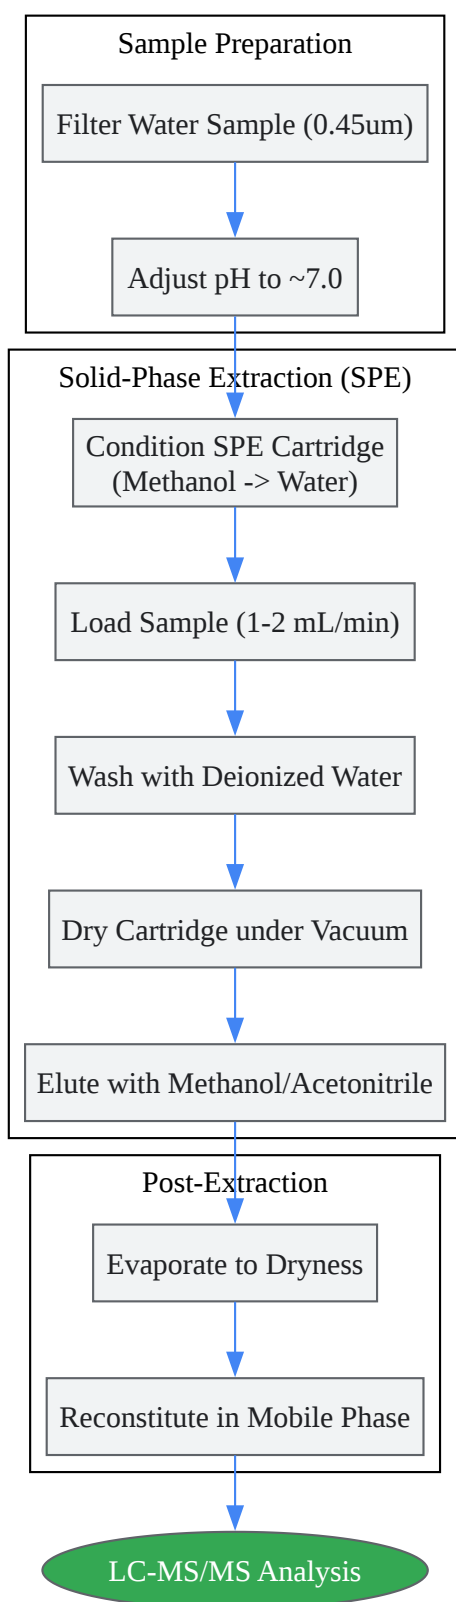 Sample Preparation
Filter Water Sample (0.45um)
Adjust pH to ~7.0
Solid-Phase Extraction (SPE)
Condition SPE Cartridge
(Methanol -> Water)
Load Sample (1-2 mL/min)
Wash with Deionized Water
Dry Cartridge under Vacuum
Elute with Methanol/Acetonitrile
Post-Extraction
Evaporate to Dryness
Reconstitute in Mobile Phase
LC-MS/MS Analysis